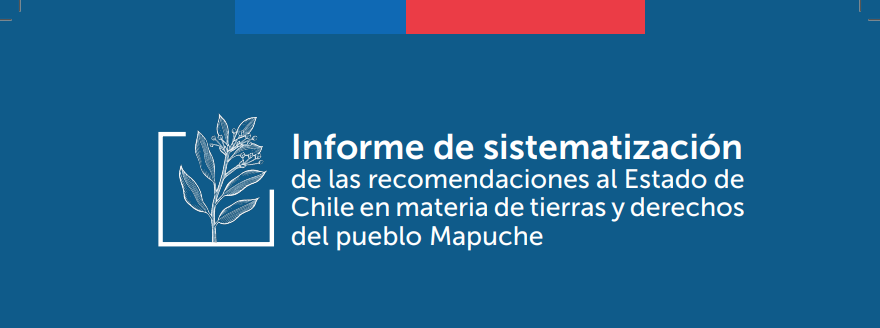 Informe de sistematización
de las recomendaciones al Estado de
Chile en materia de tierras y derechos
del pueblo Mapuche